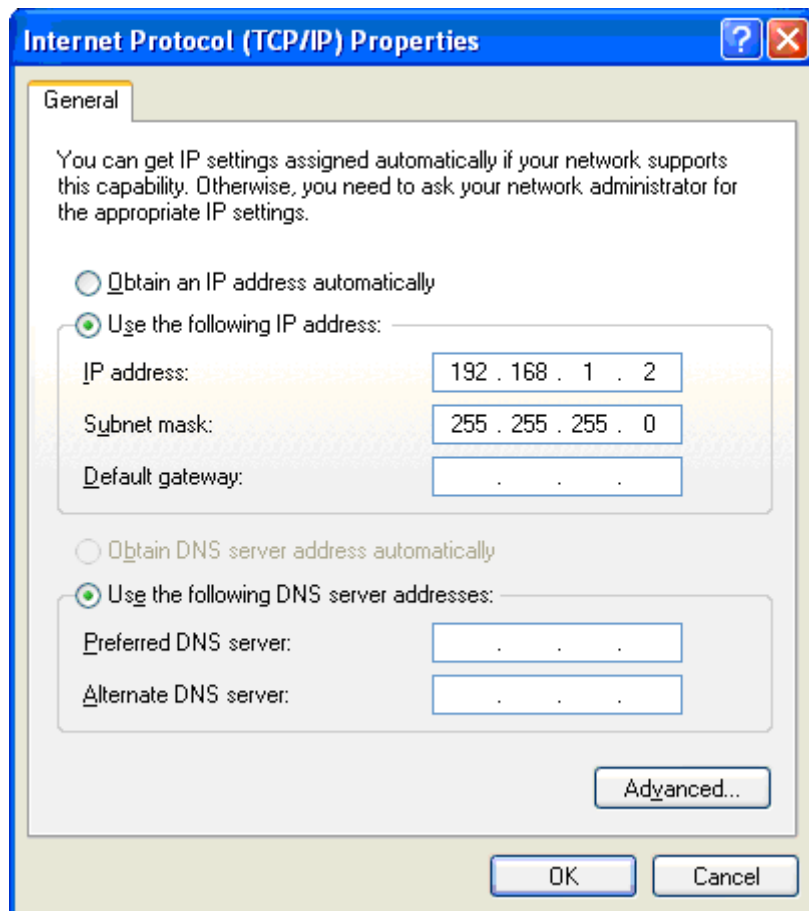 Internet Protocol (TCP/IP) Properties
General
You can get IP settings assigned automatically if your network supports
this capability. Otherwise, you need to ask your network administrator for
the appropriate IP settings.
Obtain an IP address automatically
Use the following IP address:
IP address: 192 . 168 . 1 . 2
Subnet mask: 255 . 255 . 255 . 0
Default gateway: . . .
Obtain DNS server address automatically
Use the following DNS server addresses:
Preferred DNS server: . . .
Alternate DNS server: . . .
Advanced...
OK Cancel